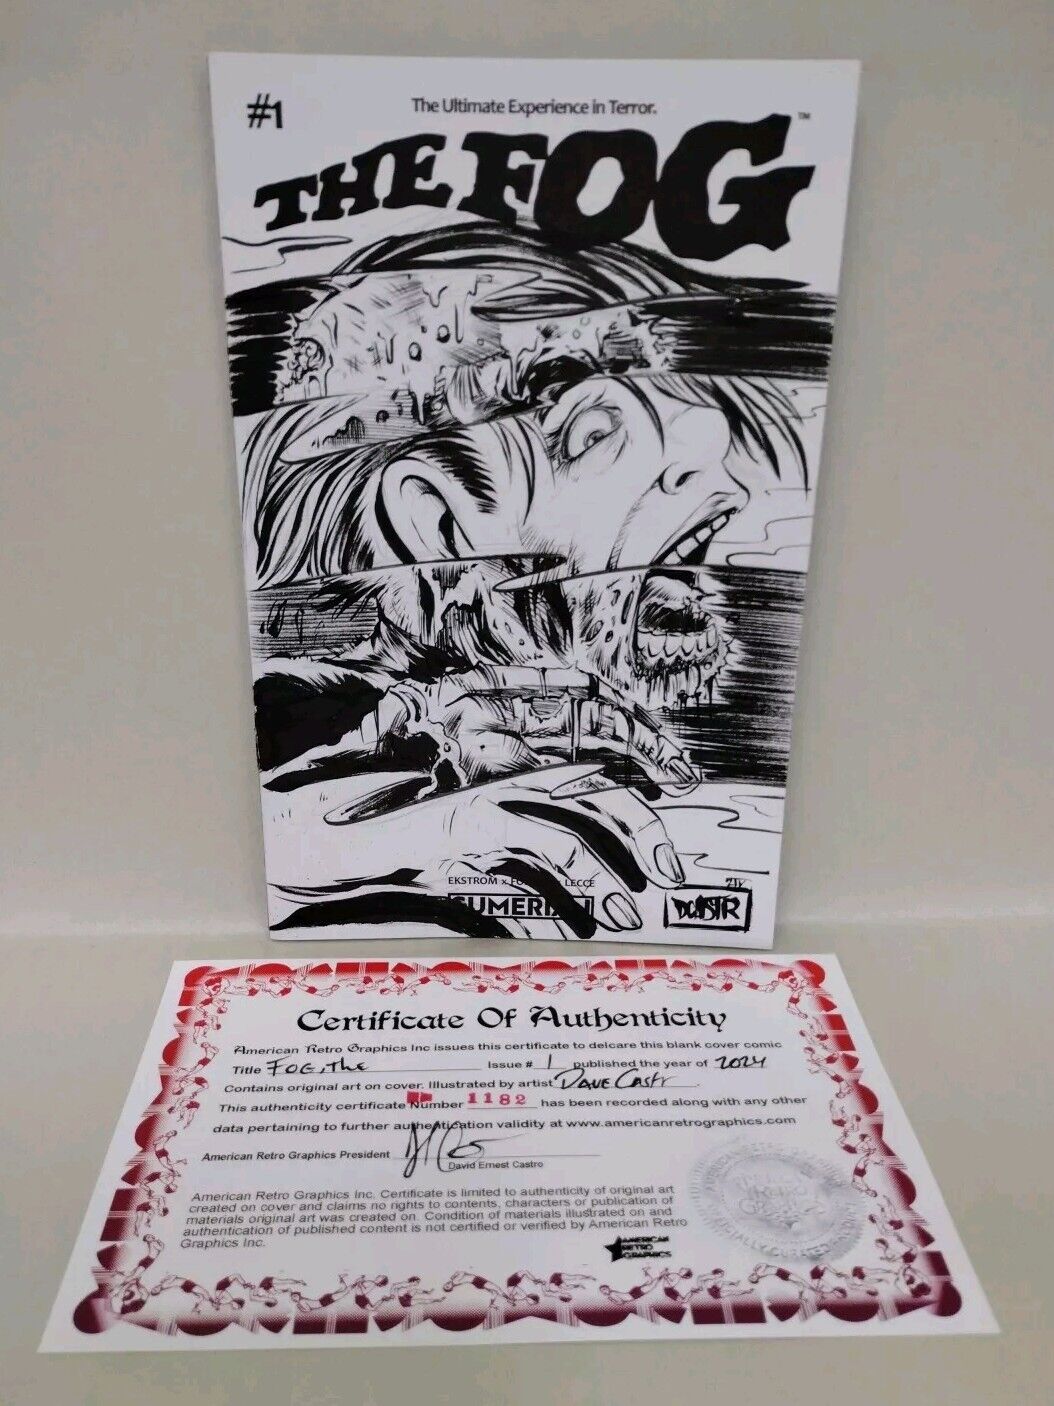 #1
The Ultimate Experience in Terror.
THE FOG™
EKSTROM x LECCE
SUMERIAN
DCASTR
Certificate Of Authenticity
American Retro Graphics Inc issues this certificate to delcare this blank cover comic
Title FOG, the Issue # 1 published the year of 2024
Contains original art on cover. Illustrated by artist Dave Castr
This authenticity certificate Number 1182 has been recorded along with any other
data pertaining to further authentication validity at www.americanretrographics.com
American Retro Graphics President
David Ernest Castro
American Retro Graphics Inc. Certificate is limited to authenticity of original art
created on cover and claims no rights to contents, characters or publication of
materials original art was created on. Condition of materials illustrated on and
authentication of published content is not certified or verified by American Retro
Graphics Inc.
AMERICAN
RETRO
GRAPHICS